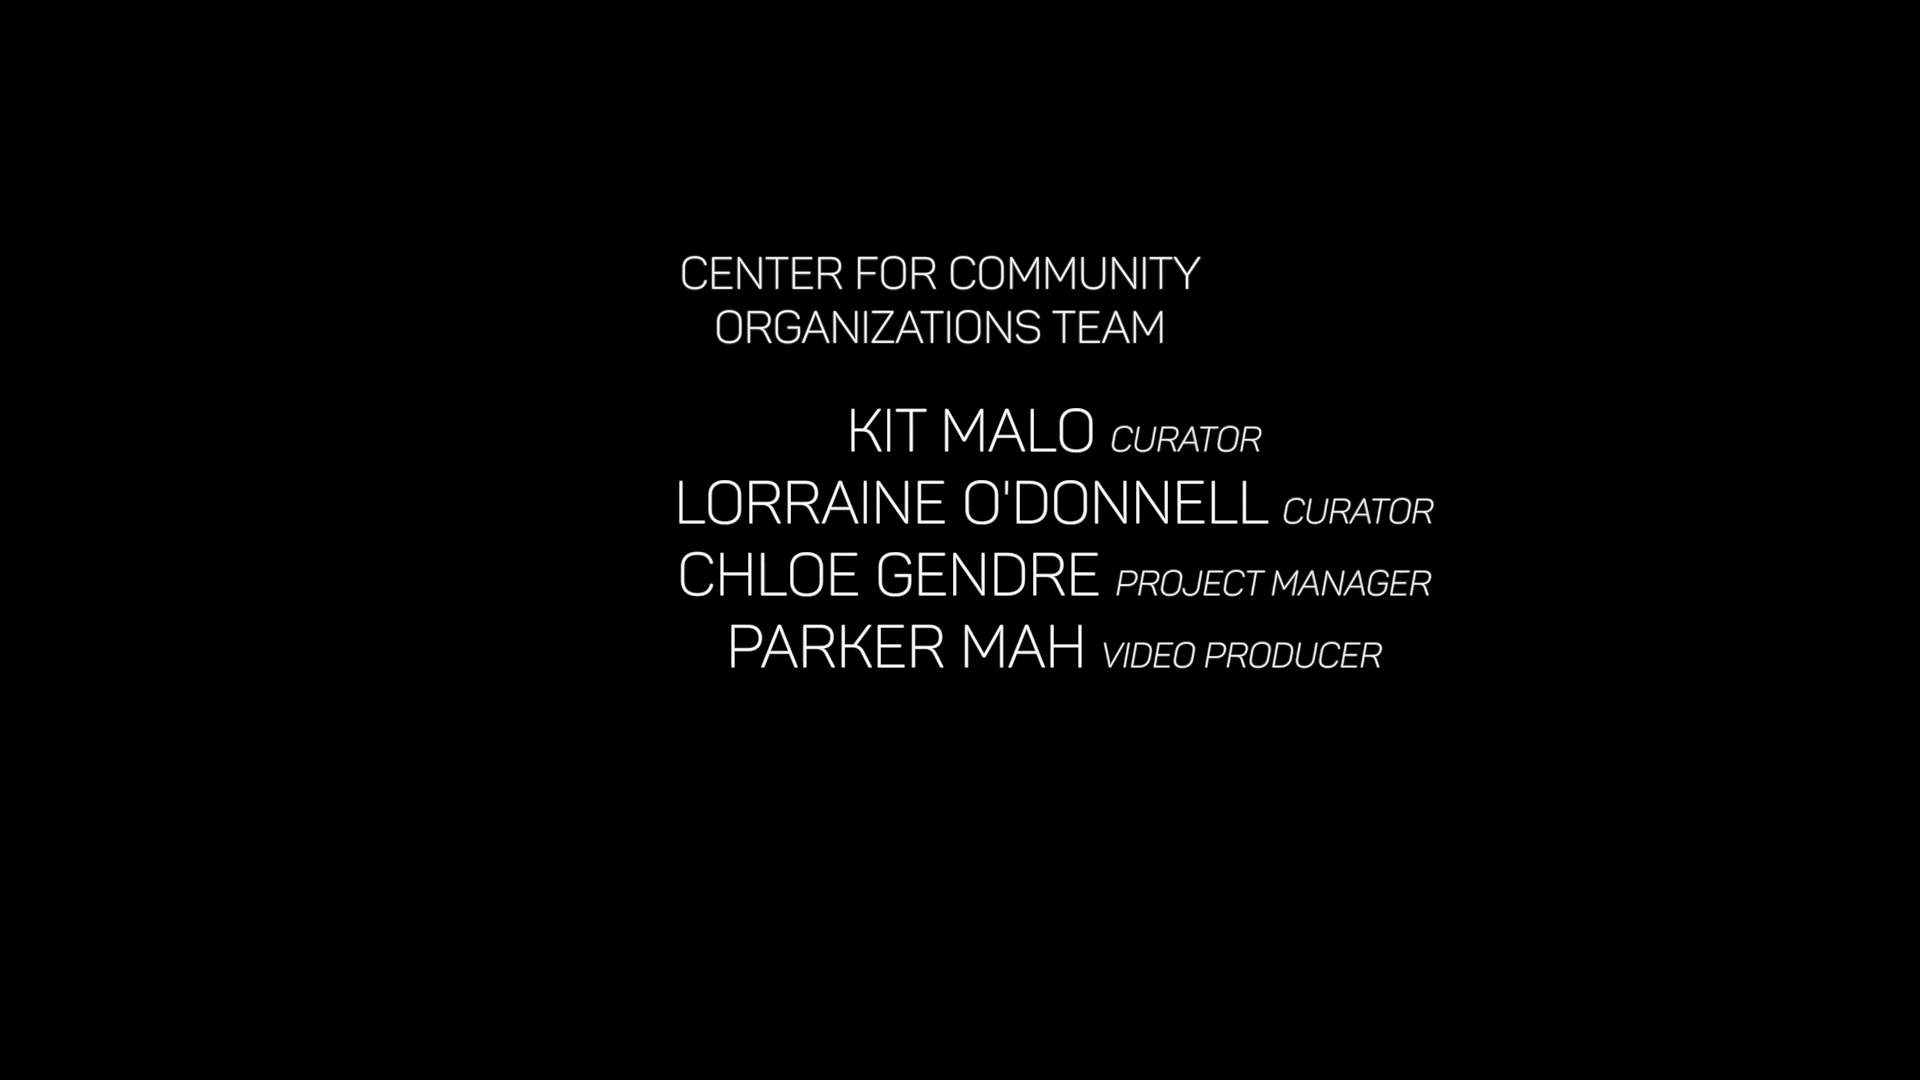 CENTER FOR COMMUNITY
ORGANIZATIONS TEAM
KIT MALO CURATOR
LORRAINE O'DONNELL CURATOR
CHLOE GENDRE PROJECT MANAGER
PARKER MAH VIDEO PRODUCER